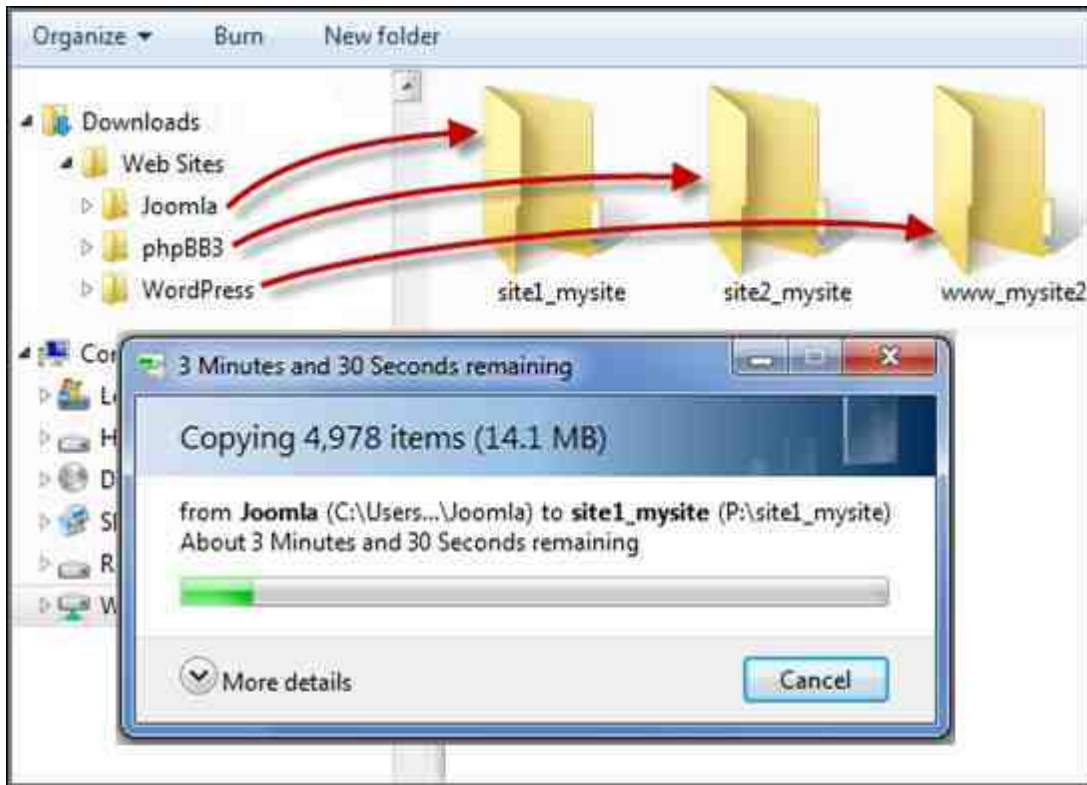 Organize Burn New folder
Downloads
Web Sites
Joomla
phpBB3
WordPress
site1_mysite site2_mysite www_mysite2
3 Minutes and 30 Seconds remaining
Copying 4,978 items (14.1 MB)
from Joomla (C:\Users...\Joomla) to site1_mysite (P:\site1_mysite)
About 3 Minutes and 30 Seconds remaining
More details Cancel